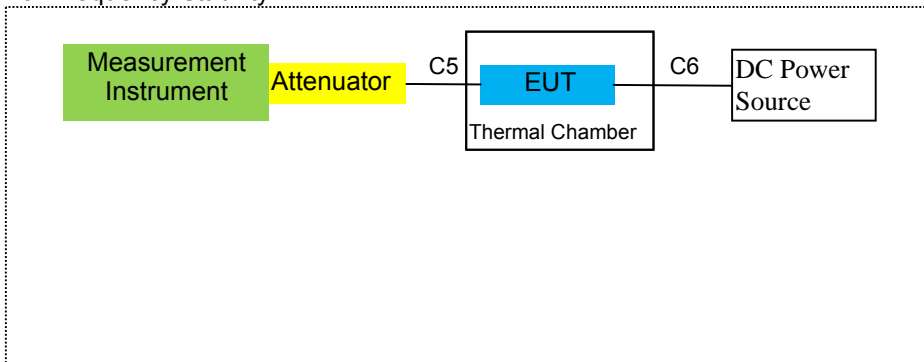 Measurement
Instrument
Attenuator
C5
EUT
Thermal Chamber
C6
DC Power
Source